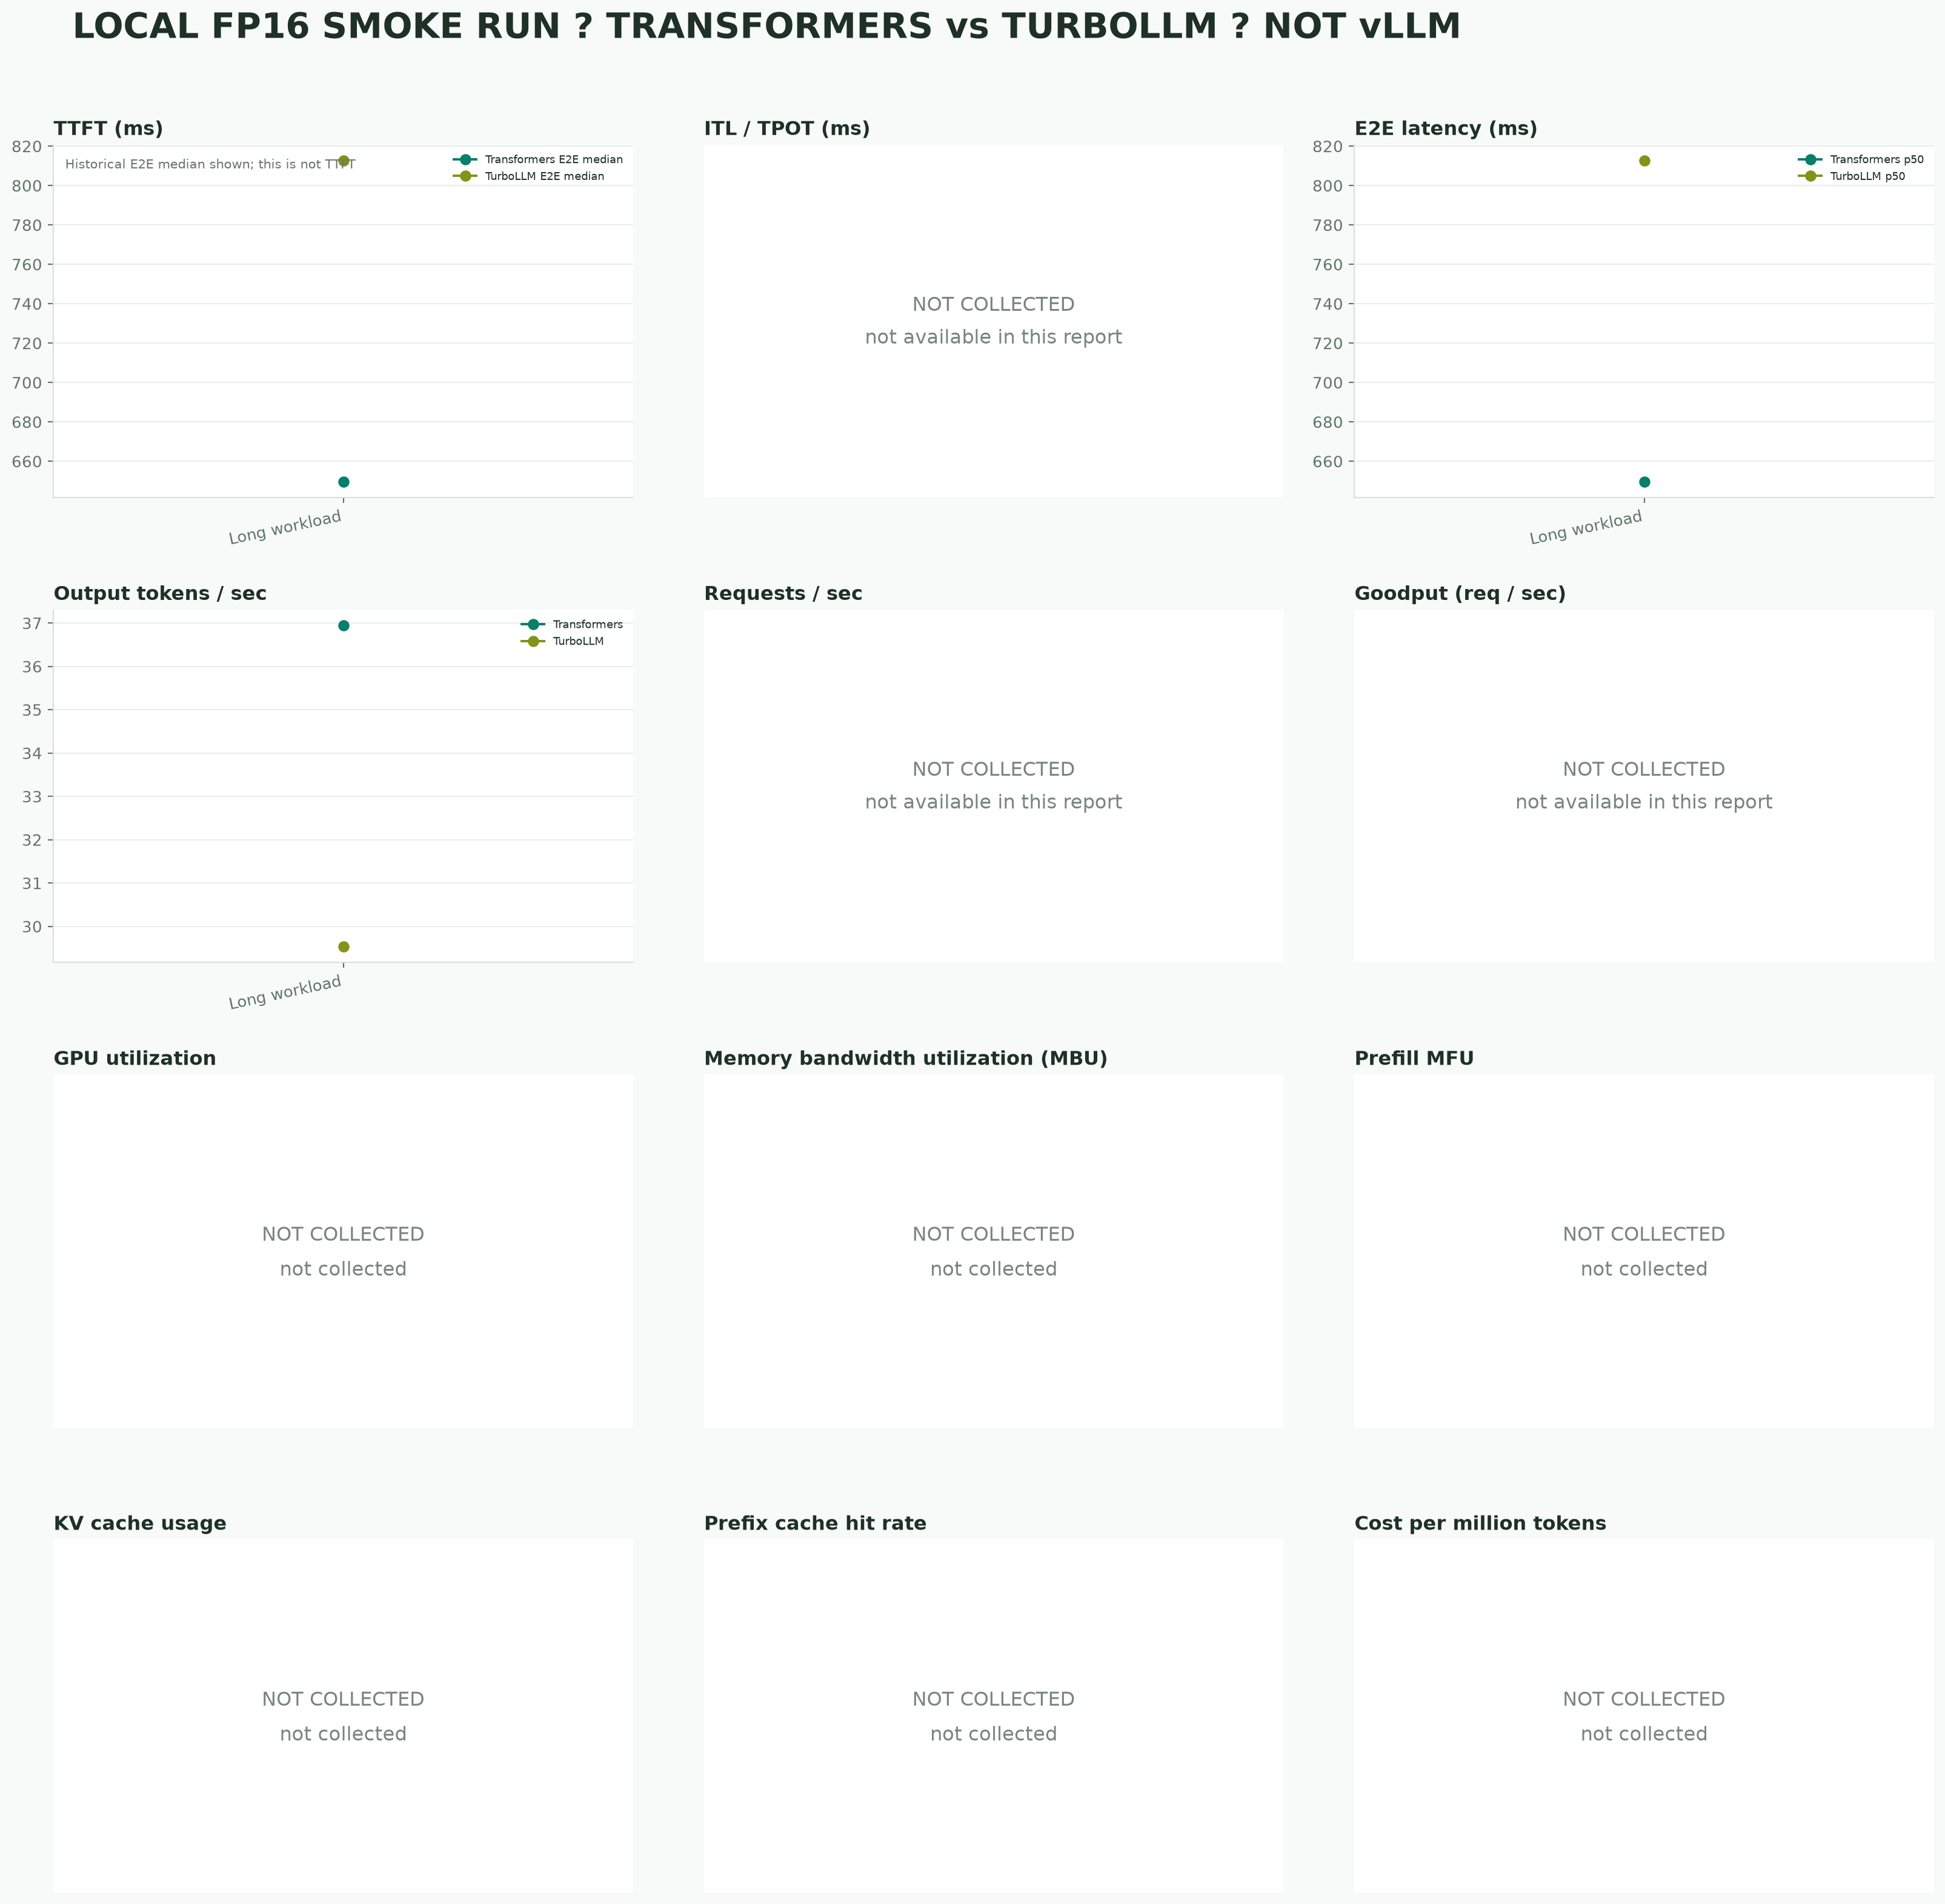 LOCAL FP16 SMOKE RUN ? TRANSFORMERS vs TURBOLLM ? NOT vLLM
TTFT (ms)
820
800
780
760
740
720
700
680
660
Historical E2E median shown; this is not TTFT
Transformers E2E median
TurboLLM E2E median
Long workload
ITL / TPOT (ms)
NOT COLLECTED
not available in this report
E2E latency (ms)
820
800
780
760
740
720
700
680
660
Transformers p50
TurboLLM p50
Long workload
Output tokens / sec
37
36
35
34
33
32
31
30
Transformers
TurboLLM
Long workload
Requests / sec
NOT COLLECTED
not available in this report
Goodput (req / sec)
NOT COLLECTED
not available in this report
GPU utilization
NOT COLLECTED
not collected
Memory bandwidth utilization (MBU)
NOT COLLECTED
not collected
Prefill MFU
NOT COLLECTED
not collected
KV cache usage
NOT COLLECTED
not collected
Prefix cache hit rate
NOT COLLECTED
not collected
Cost per million tokens
NOT COLLECTED
not collected